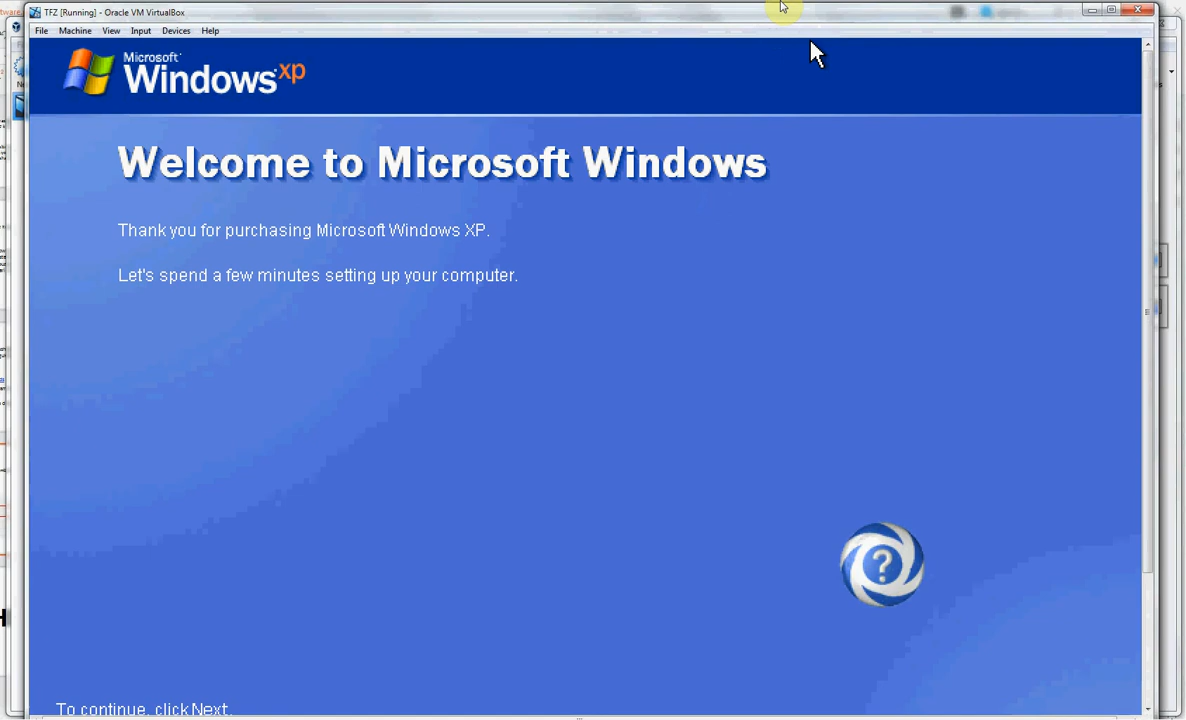 TFZ [Running] - Oracle VM VirtualBox
File Machine View Input Devices Help
Microsoft®
Windows xp
Welcome to Microsoft Windows
Thank you for purchasing Microsoft Windows XP.
Let's spend a few minutes setting up your computer.
?
To continue, click Next.